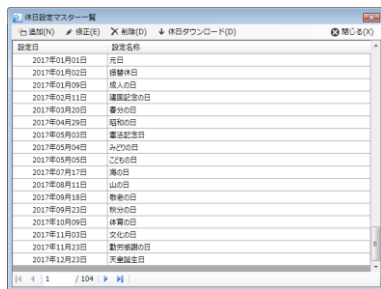 休日設定マスター一覧
追加(N) 修正(E) 削除(D) 休日ダウンロード(D) 閉じる(X)
設定日 設定名称
2017年01月01日 元日
2017年01月02日 振替休日
2017年01月09日 成人の日
2017年02月11日 建国記念の日
2017年03月20日 春分の日
2017年04月29日 昭和の日
2017年05月03日 憲法記念日
2017年05月04日 みどりの日
2017年05月05日 こどもの日
2017年07月17日 海の日
2017年08月11日 山の日
2017年09月18日 敬老の日
2017年09月23日 秋分の日
2017年10月09日 体育の日
2017年11月03日 文化の日
2017年11月23日 勤労感謝の日
2017年12月23日 天皇誕生日
1 / 104